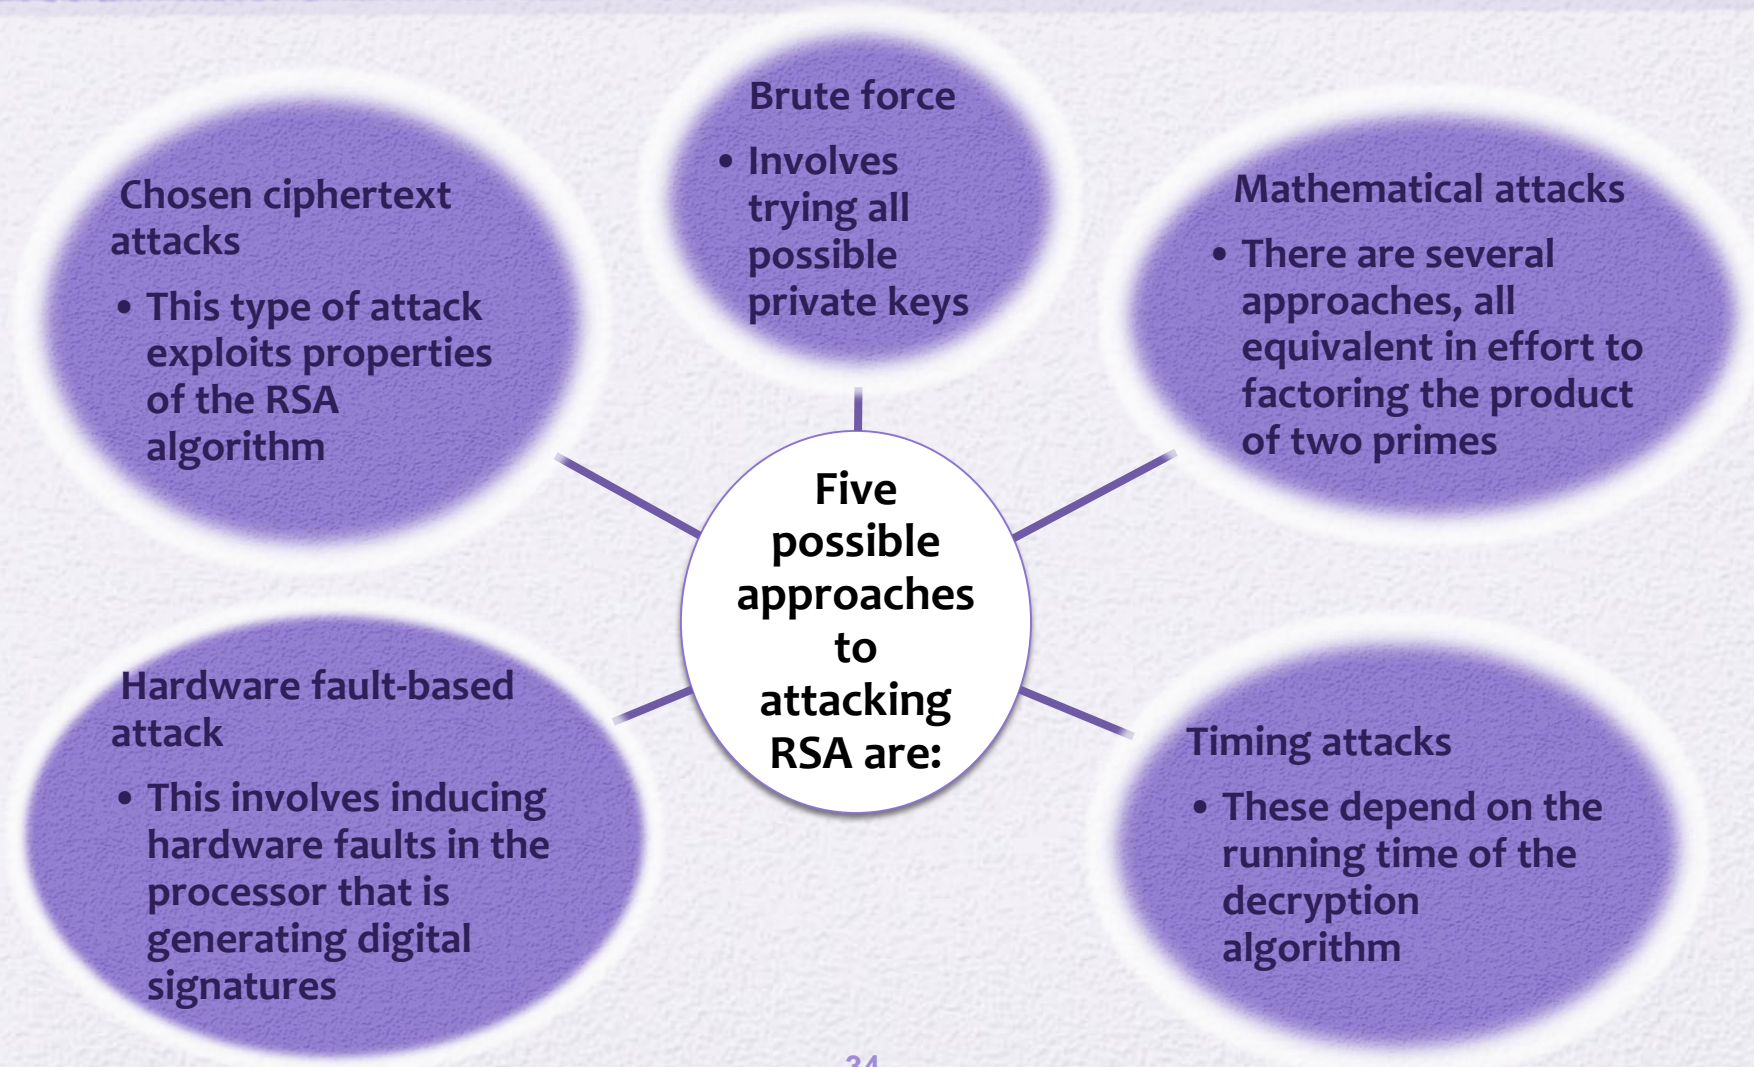 Brute force
• Involves
trying all
possible
private keys
Chosen ciphertext
attacks
• This type of attack
exploits properties
of the RSA
algorithm
Mathematical attacks
• There are several
approaches, all
equivalent in effort to
factoring the product
of two primes
Five
possible
approaches
to
attacking
RSA are:
Hardware fault-based
attack
• This involves inducing
hardware faults in the
processor that is
generating digital
signatures
Timing attacks
• These depend on the
running time of the
decryption
algorithm
34